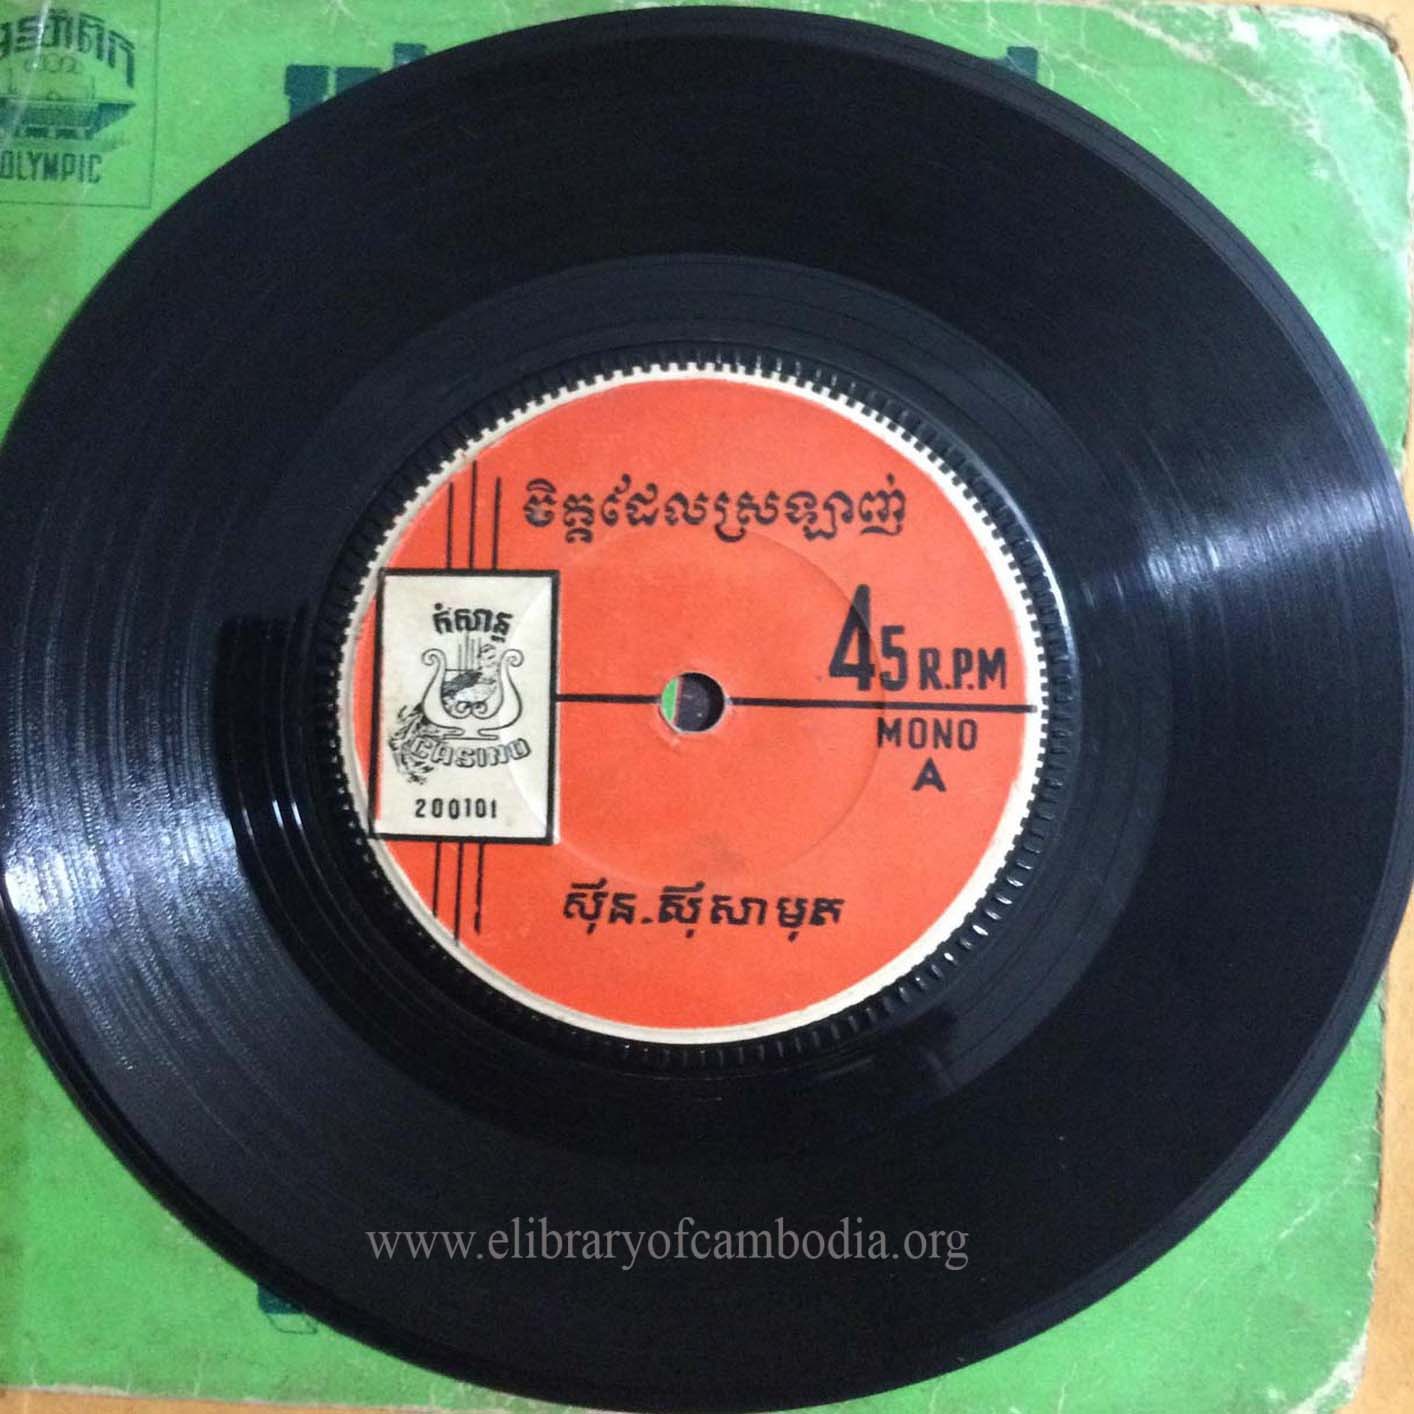 OLYMPIC
ចិត្តដែលស្រឡាញ់
កំសាន្ត
CASINO
200101
45 R.P.M
MONO
A
ស៊ីន-ស៊ីសាមុត
www.elibraryofcambodia.org